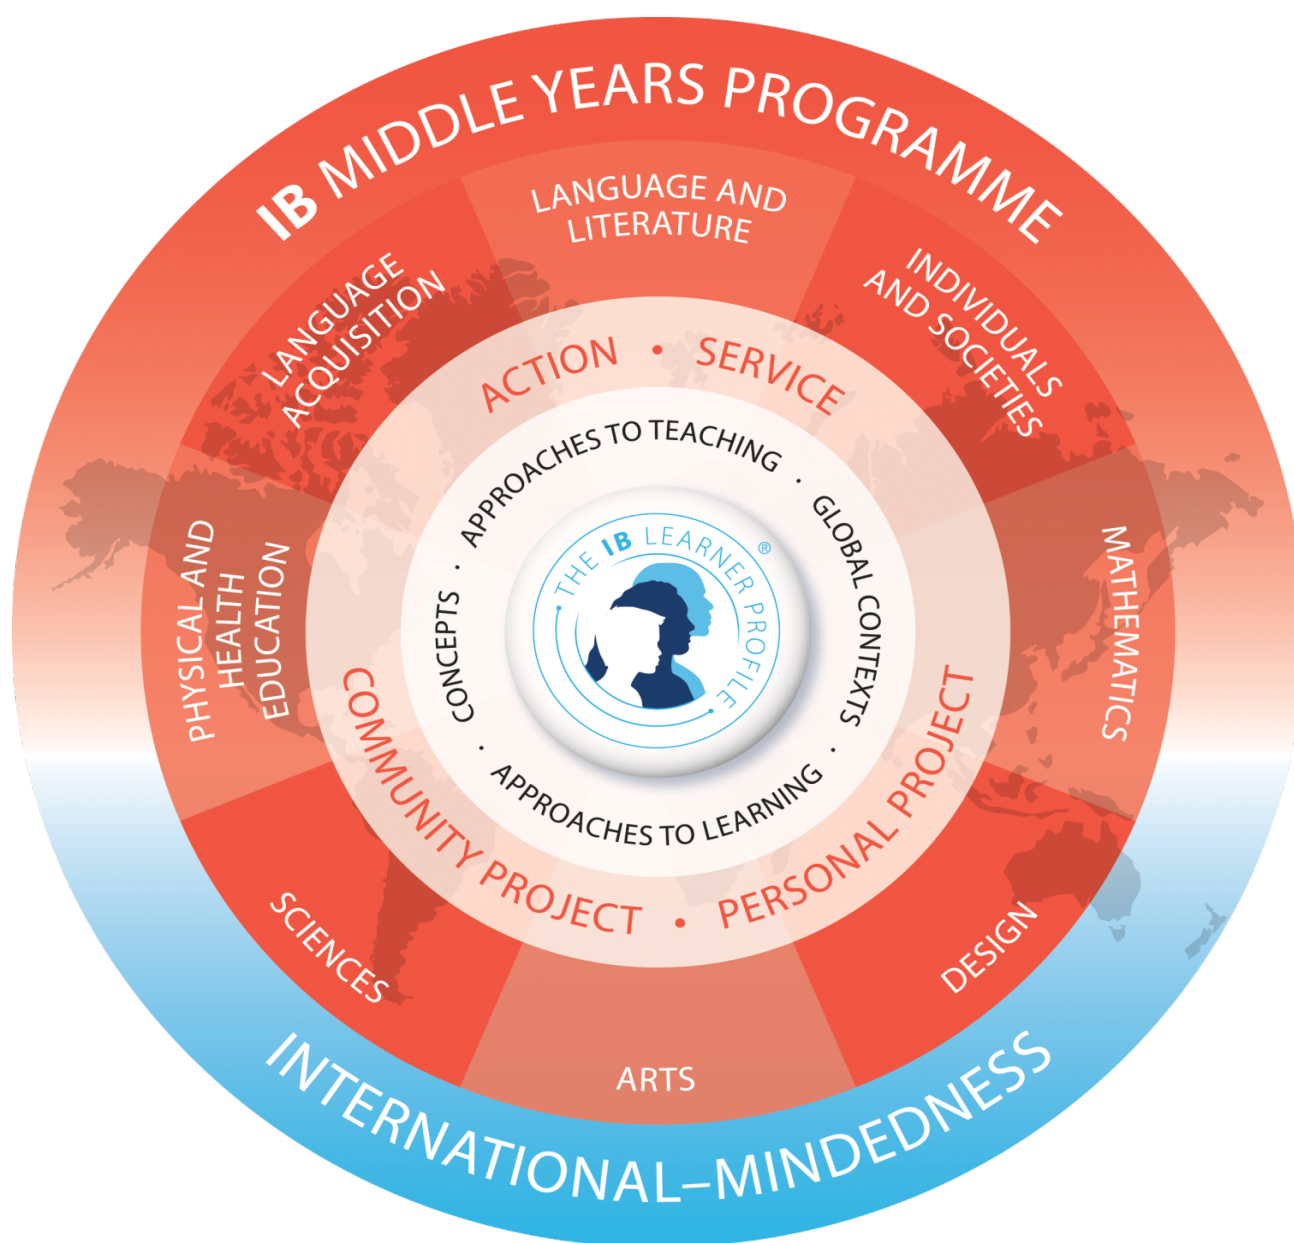 IB MIDDLE YEARS PROGRAMME
LANGUAGE AND
LITERATURE
INDIVIDUALS
AND SOCIETIES
MATHEMATICS
DESIGN
ARTS
SCIENCES
PHYSICAL AND
HEALTH
EDUCATION
LANGUAGE
ACQUISITION
ACTION • SERVICE
COMMUNITY PROJECT • PERSONAL PROJECT
APPROACHES TO TEACHING · GLOBAL CONTEXTS ·
APPROACHES TO LEARNING · CONCEPTS ·
THE IB LEARNER PROFILE ®
INTERNATIONAL–MINDEDNESS